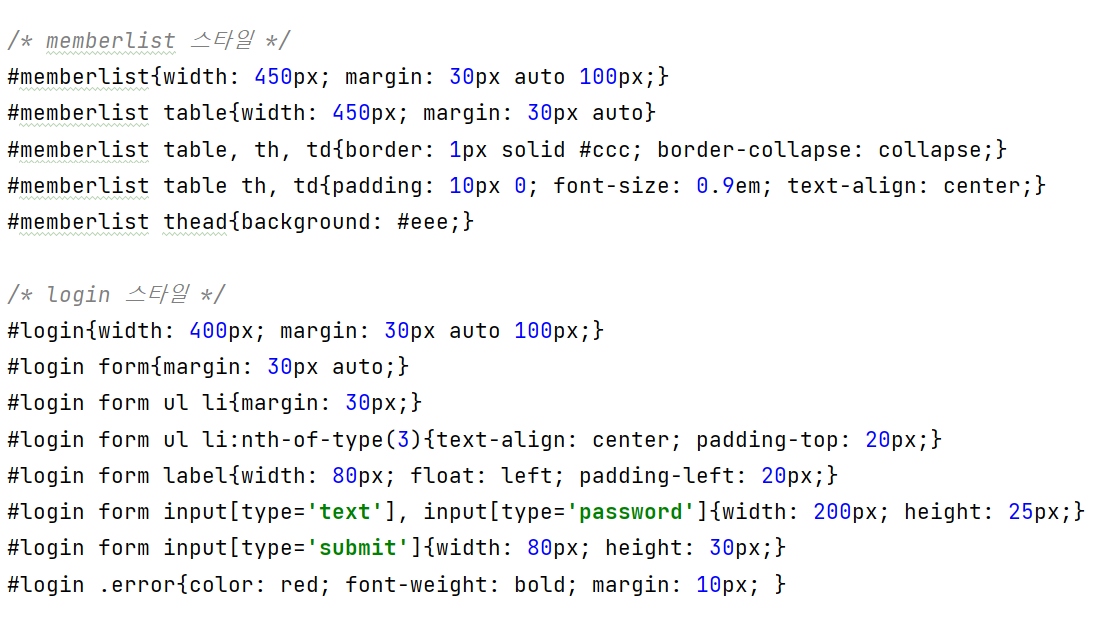 /* memberlist 스타일 */
#memberlist{width: 450px; margin: 30px auto 100px;}
#memberlist table{width: 450px; margin: 30px auto}
#memberlist table, th, td{border: 1px solid #ccc; border-collapse: collapse;}
#memberlist table th, td{padding: 10px 0; font-size: 0.9em; text-align: center;}
#memberlist thead{background: #eee;}
/* login 스타일 */
#login{width: 400px; margin: 30px auto 100px;}
#login form{margin: 30px auto;}
#login form ul li{margin: 30px;}
#login form ul li:nth-of-type(3){text-align: center; padding-top: 20px;}
#login form label{width: 80px; float: left; padding-left: 20px;}
#login form input[type='text'], input[type='password']{width: 200px; height: 25px;}
#login form input[type='submit']{width: 80px; height: 30px;}
#login .error{color: red; font-weight: bold; margin: 10px; }